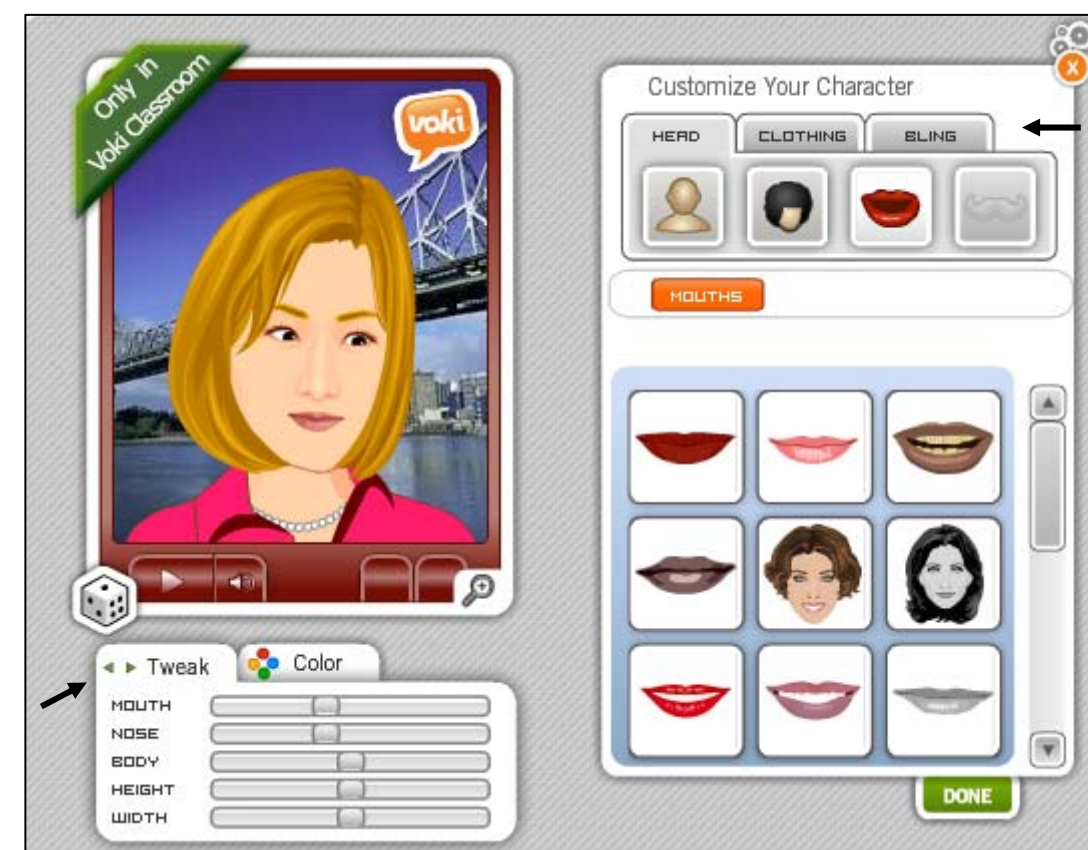 Only in
Voki Classroom
voki
Customize Your Character
HEAD
CLOTHING
BLING
X
MOUTHS
Tweak
Color
MOUTH
NOSE
BODY
HEIGHT
WIDTH
DONE